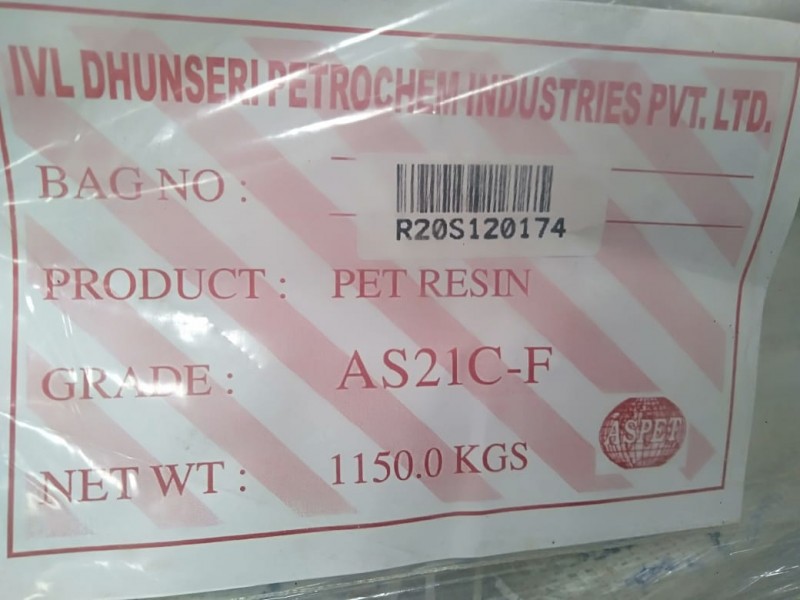 IVL DHUNSERI PETROCHEM INDUSTRIES PVT. LTD.
BAG NO : R20S120174
PRODUCT : PET RESIN
GRADE : AS21C-F
NET WT : 1150.0 KGS
ASPET